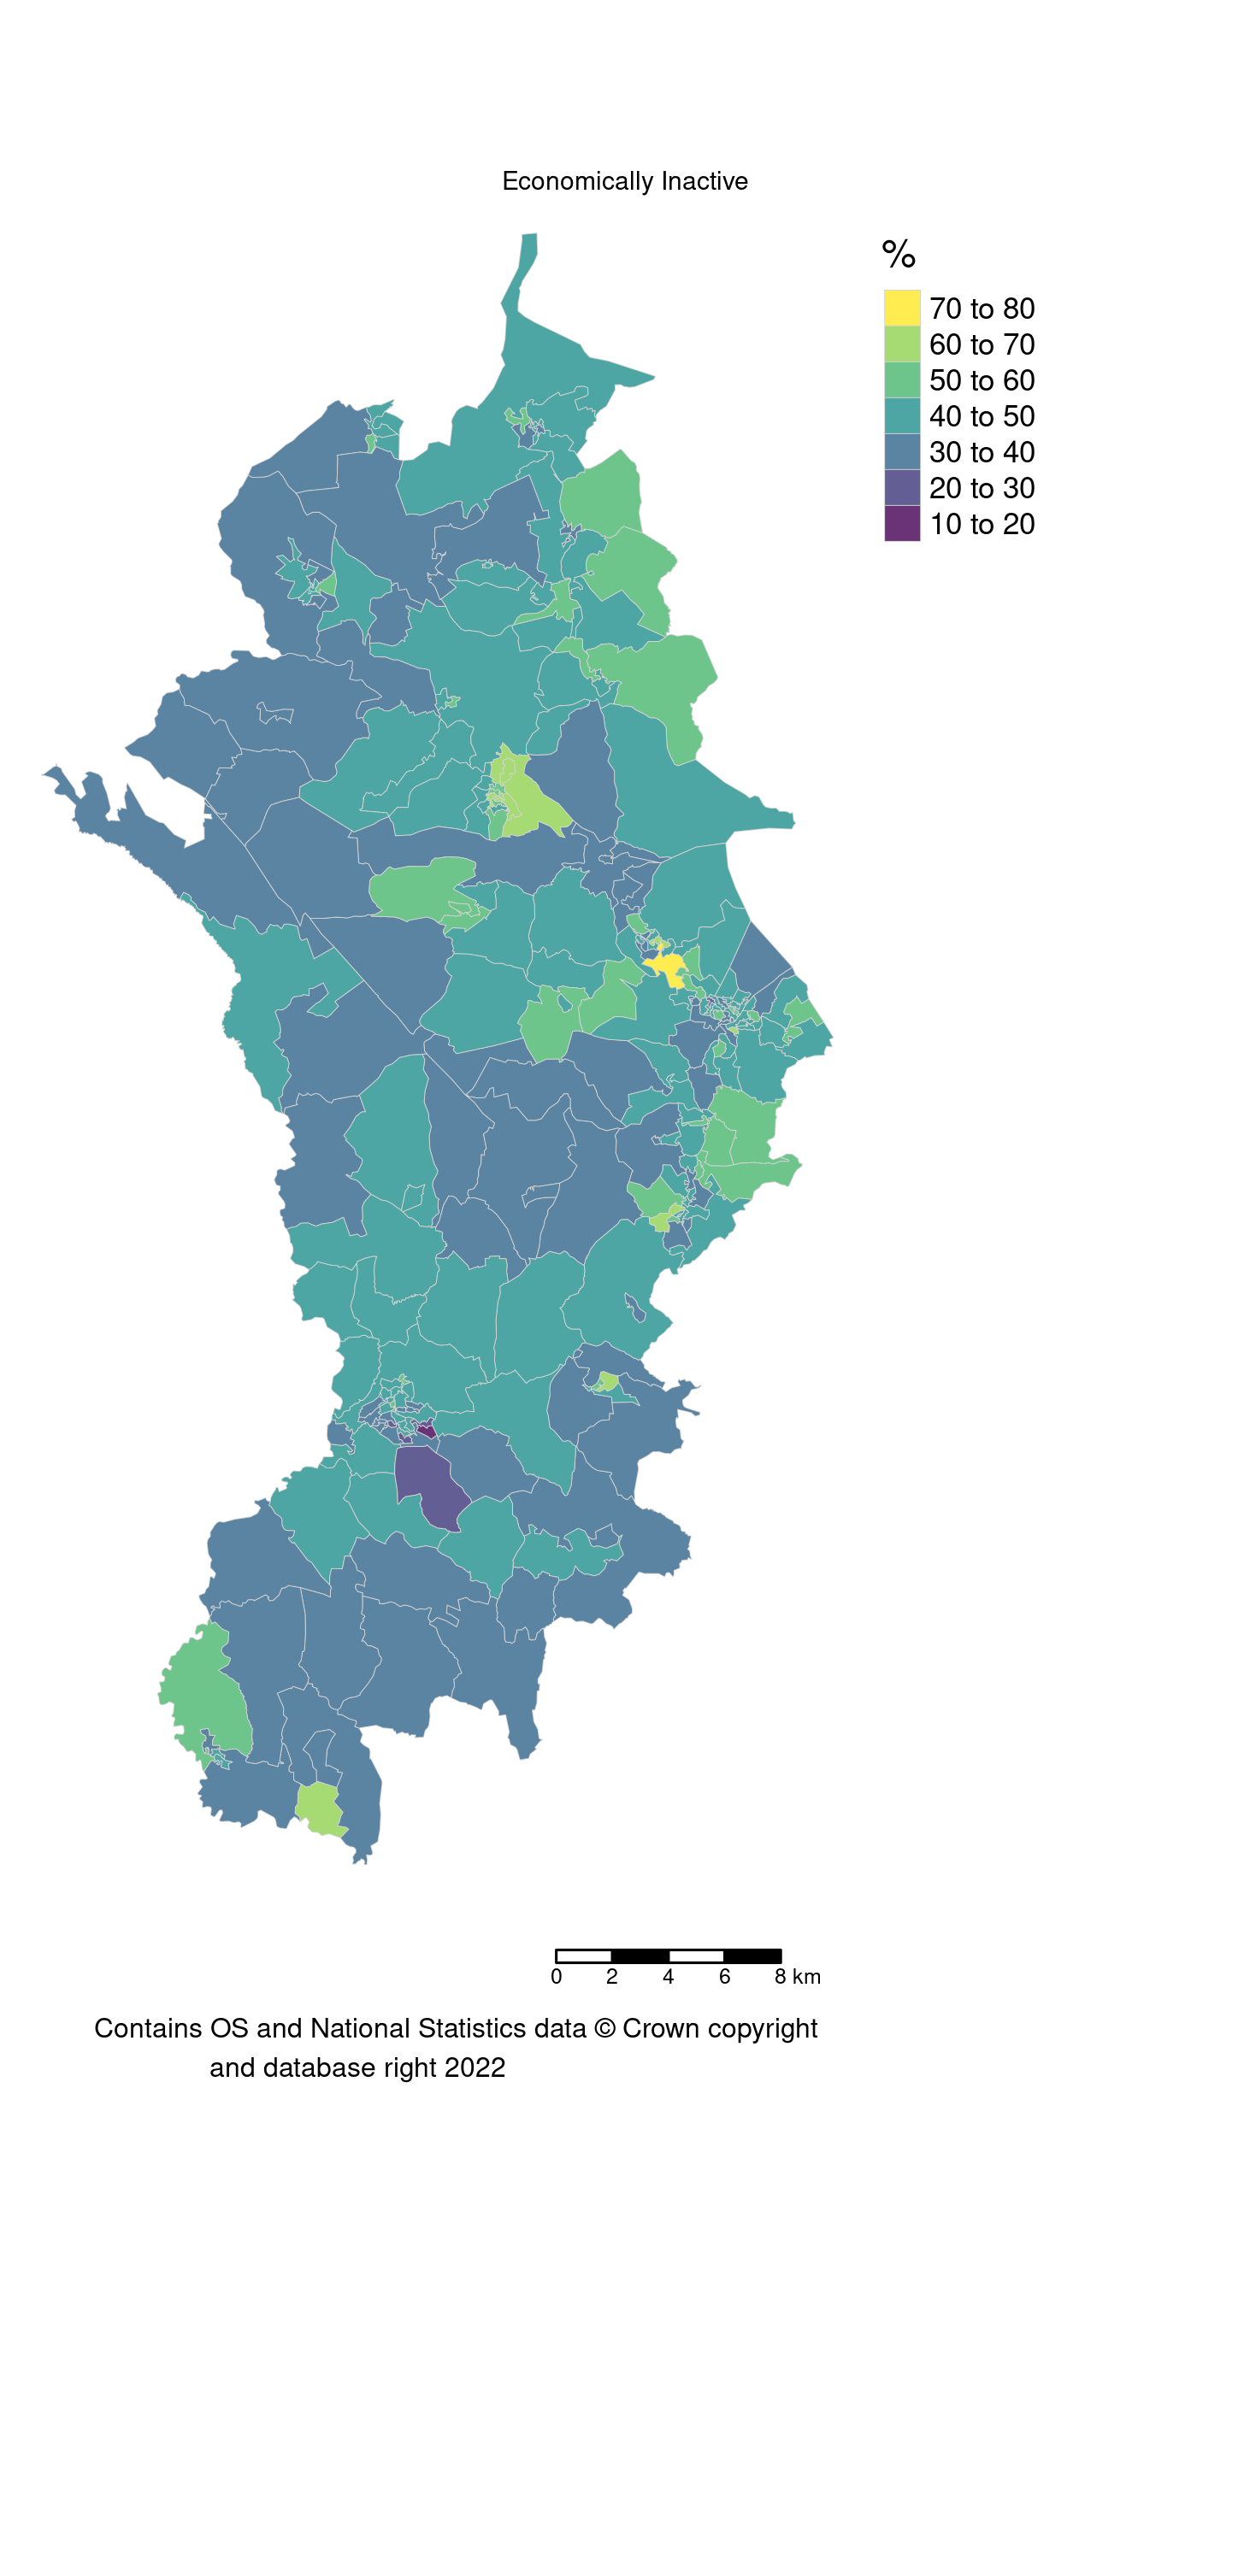 Economically Inactive
%
70 to 80
60 to 70
50 to 60
40 to 50
30 to 40
20 to 30
10 to 20
0 2 4 6 8 km
Contains OS and National Statistics data © Crown copyright
and database right 2022